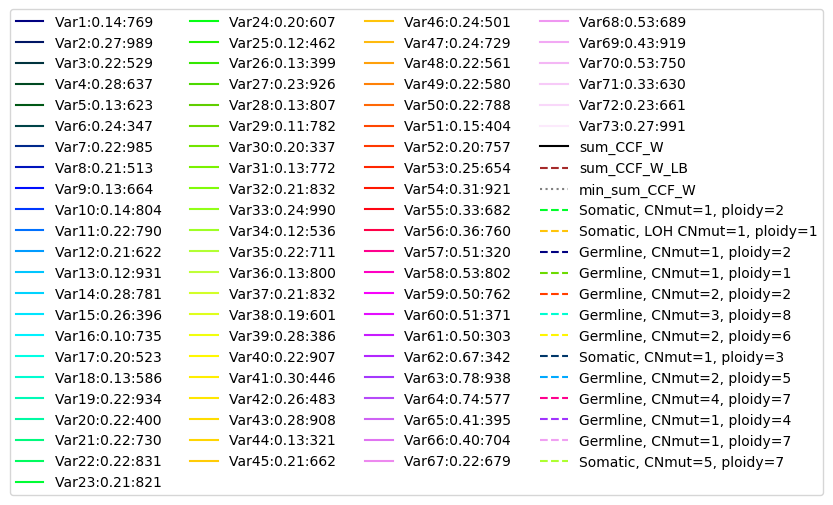 Var1:0.14:769
Var2:0.27:989
Var3:0.22:529
Var4:0.28:637
Var5:0.13:623
Var6:0.24:347
Var7:0.22:985
Var8:0.21:513
Var9:0.13:664
Var10:0.14:804
Var11:0.22:790
Var12:0.21:622
Var13:0.12:931
Var14:0.28:781
Var15:0.26:396
Var16:0.10:735
Var17:0.20:523
Var18:0.13:586
Var19:0.22:934
Var20:0.22:400
Var21:0.22:730
Var22:0.22:831
Var23:0.21:821
Var24:0.20:607
Var25:0.12:462
Var26:0.13:399
Var27:0.23:926
Var28:0.13:807
Var29:0.11:782
Var30:0.20:337
Var31:0.13:772
Var32:0.21:832
Var33:0.24:990
Var34:0.12:536
Var35:0.22:711
Var36:0.13:800
Var37:0.21:832
Var38:0.19:601
Var39:0.28:386
Var40:0.22:907
Var41:0.30:446
Var42:0.26:483
Var43:0.28:908
Var44:0.13:321
Var45:0.21:662
Var46:0.24:501
Var47:0.24:729
Var48:0.22:561
Var49:0.22:580
Var50:0.22:788
Var51:0.15:404
Var52:0.20:757
Var53:0.25:654
Var54:0.31:921
Var55:0.33:682
Var56:0.36:760
Var57:0.51:320
Var58:0.53:802
Var59:0.50:762
Var60:0.51:371
Var61:0.50:303
Var62:0.67:342
Var63:0.78:938
Var64:0.74:577
Var65:0.41:395
Var66:0.40:704
Var67:0.22:679
Var68:0.53:689
Var69:0.43:919
Var70:0.53:750
Var71:0.33:630
Var72:0.23:661
Var73:0.27:991
sum_CCF_W
sum_CCF_W_LB
min_sum_CCF_W
Somatic, CNmut=1, ploidy=2
Somatic, LOH CNmut=1, ploidy=1
Germline, CNmut=1, ploidy=2
Germline, CNmut=1, ploidy=1
Germline, CNmut=2, ploidy=2
Germline, CNmut=3, ploidy=8
Germline, CNmut=2, ploidy=6
Somatic, CNmut=1, ploidy=3
Germline, CNmut=2, ploidy=5
Germline, CNmut=4, ploidy=7
Germline, CNmut=1, ploidy=4
Germline, CNmut=1, ploidy=7
Somatic, CNmut=5, ploidy=7